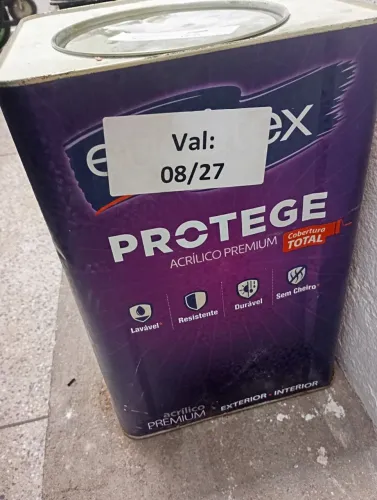 Val:
08/27
PROTEGE
ACRÍLICO PREMIUM
Cobertura
TOTAL
Lavável
Resistente
Durável
Sem Cheiro
acrílico
PREMIUM
EXTERIOR - INTERIOR